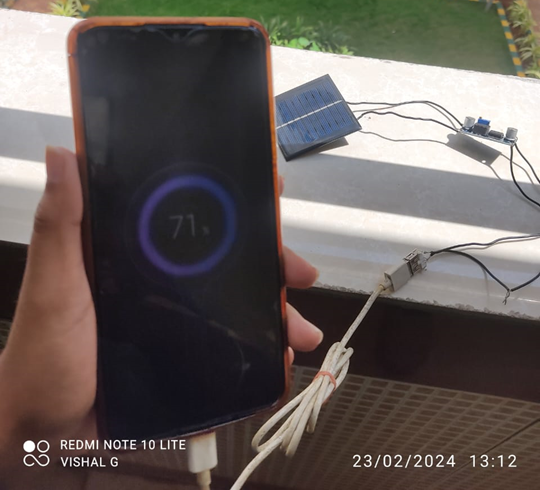 71%
REDMI NOTE 10 LITE
VISHAL G
23/02/2024 13:12